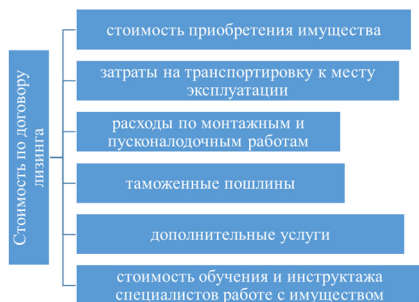 Стоимость по договору
лизинга
стоимость приобретения имущества
затраты на транспортировку к месту
эксплуатации
расходы по монтажным и
пусконалодочным работам
таможенные пошлины
дополнительные услуги
стоимость обучения и инструктажа
специалистов работе с имуществом